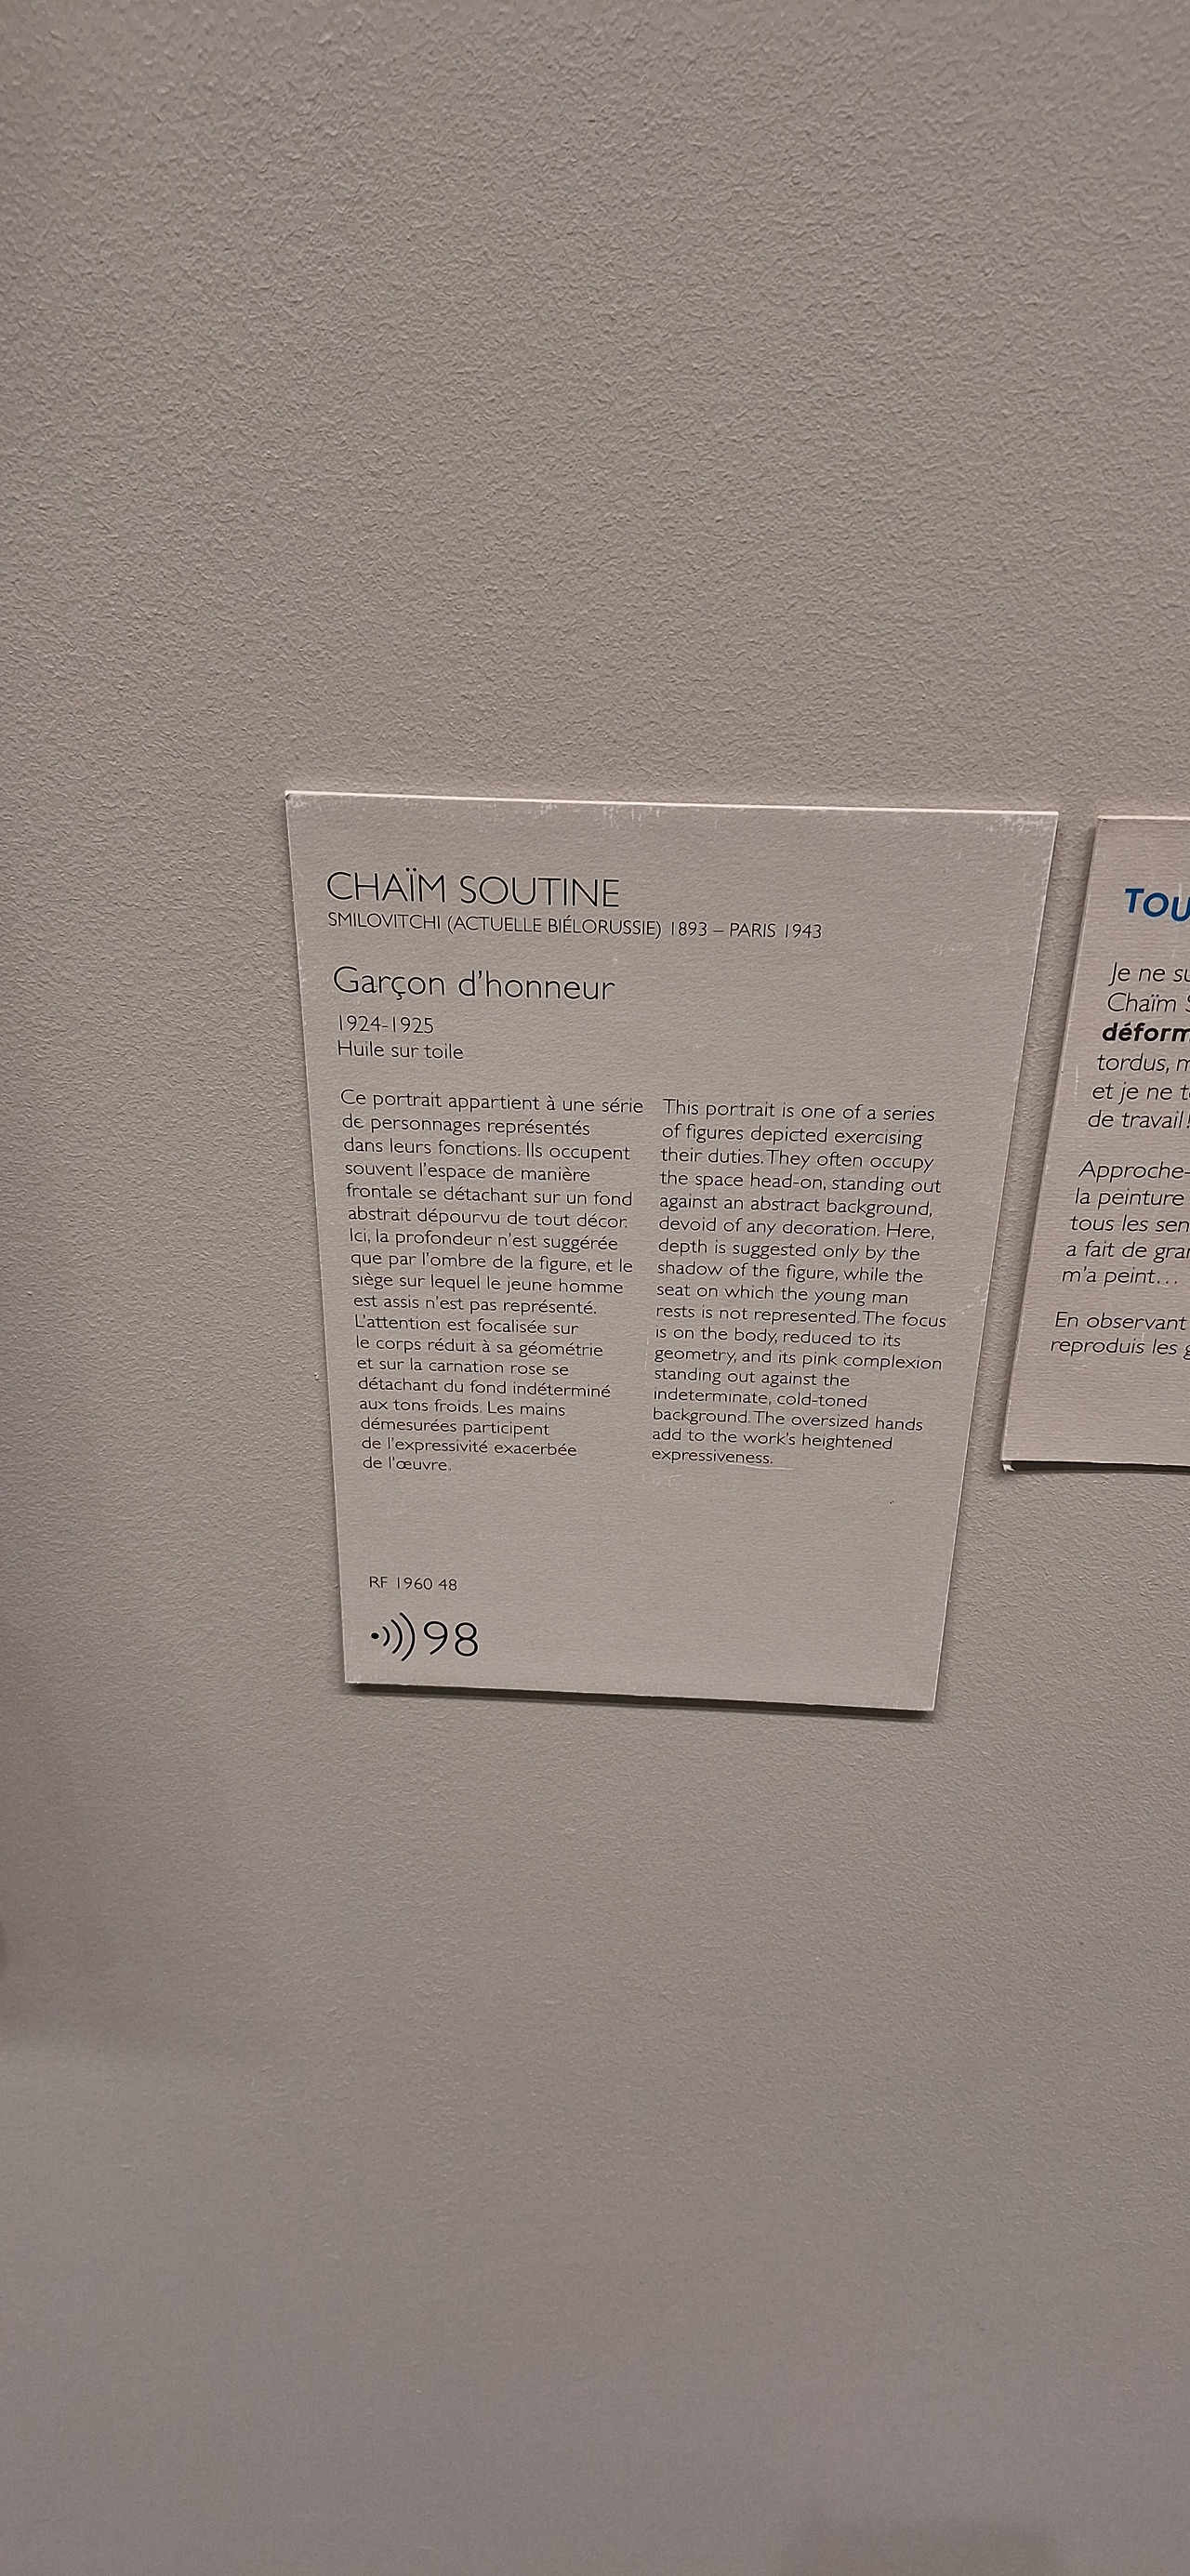 CHAÏM SOUTINE
SMILOVITCHI (ACTUELLE BIÉLORUSSIE) 1893 – PARIS 1943
Garçon d'honneur
1924-1925
Huile sur toile
Ce portrait appartient à une série
de personnages représentés
dans leurs fonctions. Ils occupent
souvent l'espace de manière
frontale se détachant sur un fond
abstrait dépourvu de tout décor.
Ici, la profondeur n'est suggérée
que par l'ombre de la figure, et le
siège sur lequel le jeune homme
est assis n'est pas représenté.
L'attention est focalisée sur
le corps réduit à sa géométrie
et sur la carnation rose se
détachant du fond indéterminé
aux tons froids. Les mains
démesurées participent
de l'expressivité exacerbée
de l'œuvre.
This portrait is one of a series
of figures depicted exercising
their duties. They often occupy
the space head-on, standing out
against an abstract background,
devoid of any decoration. Here,
depth is suggested only by the
shadow of the figure, while the
seat on which the young man
rests is not represented. The focus
is on the body, reduced to its
geometry, and its pink complexion
standing out against the
indeterminate, cold-toned
background. The oversized hands
add to the work's heightened
expressiveness.
RF 1960 48
98
TOU
Je ne su
Chaïm S
déform
tordus, m
et je ne t
de travail!
Approche-
la peinture
tous les sen
a fait de gran
m'a peint...
En observant
reproduis les g